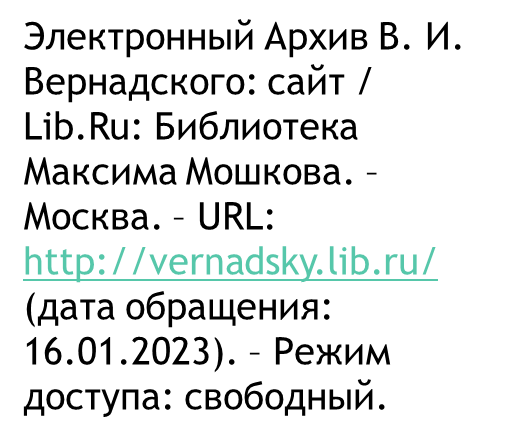 Электронный Архив В. И.
Вернадского: сайт /
Lib.Ru: Библиотека
Максима Мошкова. –
Москва. – URL:
http://vernadsky.lib.ru/
(дата обращения:
16.01.2023). – Режим
доступа: свободный.